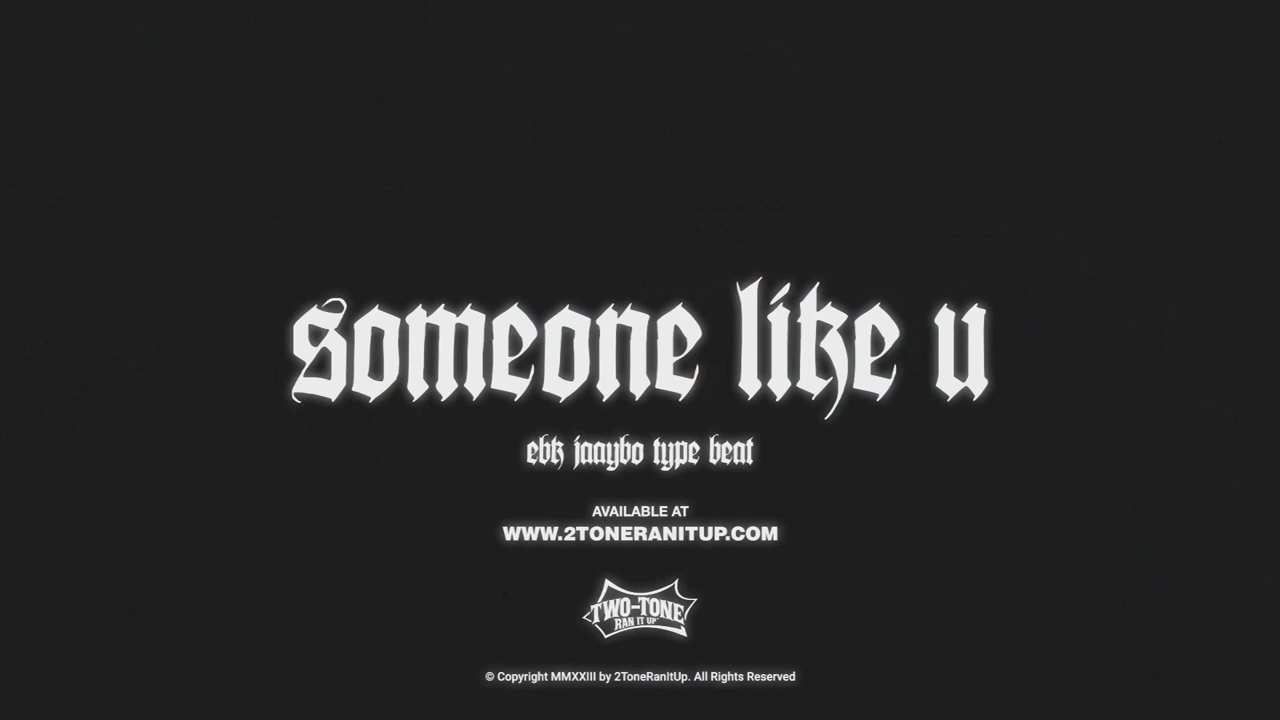 someone like u
ebk jaaybo type beat
AVAILABLE AT
WWW.2TONERANITUP.COM
TWO-TONE
RAN IT UP
© Copyright MMXXIII by 2ToneRanItUp. All Rights Reserved